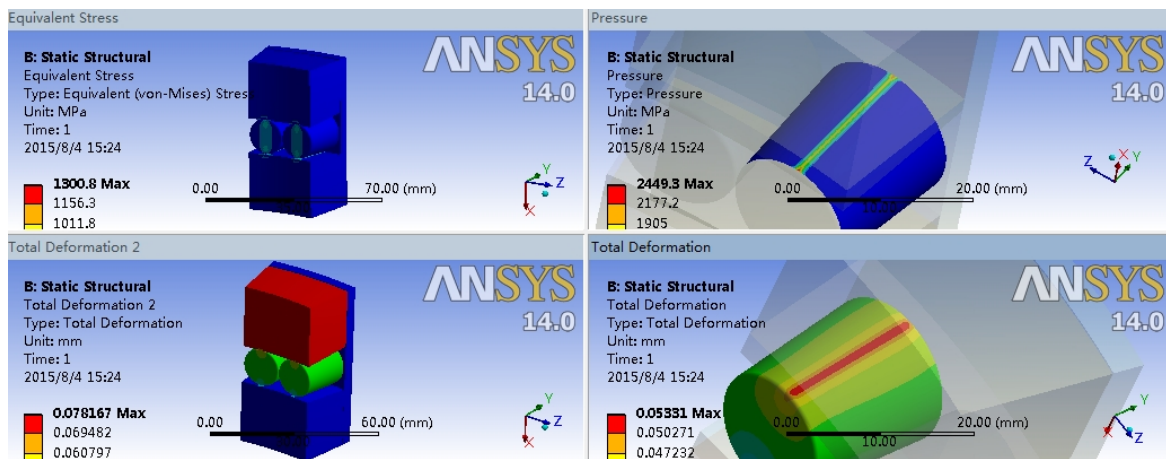 Equivalent Stress
B: Static Structural
Equivalent Stress
Type: Equivalent (von-Mises) Stress
Unit: MPa
Time: 1
2015/8/4 15:24
1300.8 Max
1156.3
1011.8
0.00
70.00 (mm)
ANSYS
14.0
Y
Z
X
Pressure
B: Static Structural
Pressure
Type: Pressure
Unit: MPa
Time: 1
2015/8/4 15:24
2449.3 Max
2177.2
1905
0.00
20.00 (mm)
10.00
ANSYS
14.0
X
Y
Z
Total Deformation 2
B: Static Structural
Total Deformation 2
Type: Total Deformation
Unit: mm
Time: 1
2015/8/4 15:24
0.078167 Max
0.069482
0.060797
0.00
60.00 (mm)
ANSYS
14.0
Y
Z
X
Total Deformation
B: Static Structural
Total Deformation
Type: Total Deformation
Unit: mm
Time: 1
2015/8/4 15:24
0.05331 Max
0.050271
0.047232
0.00
20.00 (mm)
10.00
ANSYS
14.0
Y
X
Z